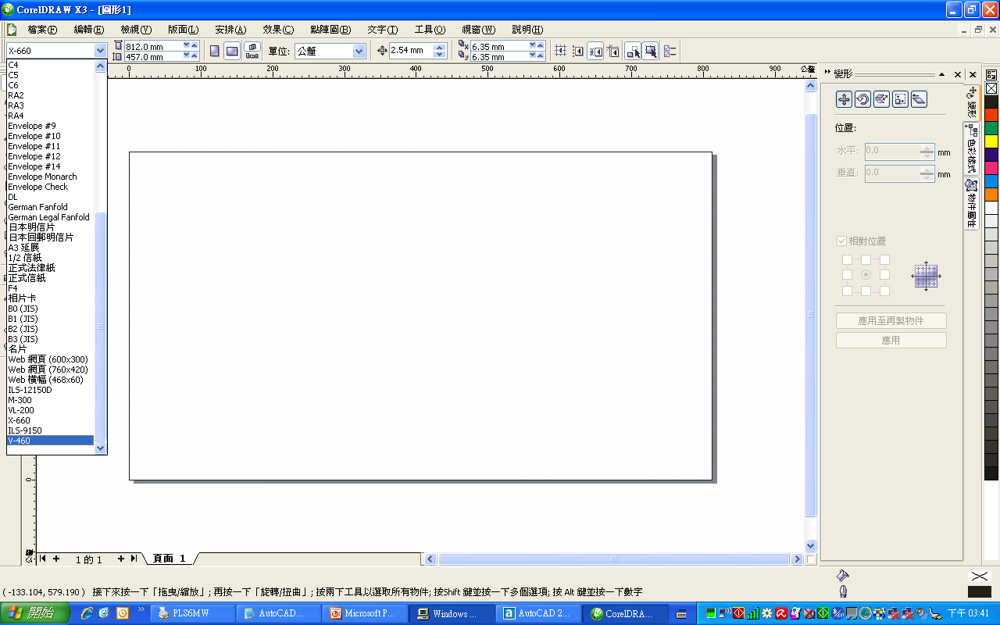 CorelDRAW X3 - [圖形1]
檔案(F) 編輯(E) 檢視(Y) 版面(L) 安排(A) 效果(C) 點陣圖(B) 文字(T) 工具(O) 視窗(W) 說明(H)
X-660 812.0 mm 457.0 mm 單位: 公釐 2.54 mm x 6.35 mm y 6.35 mm
C4
C5
C6
RA2
RA3
RA4
Envelope #9
Envelope #10
Envelope #11
Envelope #12
Envelope #14
Envelope Monarch
Envelope Check
DL
German Fanfold
German Legal Fanfold
日本明信片
日本回郵明信片
A3 延展
1/2 信紙
正式法律紙
正式信紙
F4
相片卡
B0 (JIS)
B1 (JIS)
B2 (JIS)
B3 (JIS)
名片
Web 網頁 (600x300)
Web 網頁 (760x420)
Web 橫幅 (468x60)
ILS-12150D
M-300
VL-200
X-660
ILS-9150
V-460
0 100 200 300 400 500 600 700 800 900 公釐
0
變形
位置:
水平: 0.0 mm
垂直: 0.0 mm
相對位置
應用至再製物件
應用
變形
色彩樣式
物件屬性
1 的 1 頁面 1
( -133.104, 579.190 ) 接下來按一下「拖曳/縮放」; 再按一下「旋轉/扭曲」; 按兩下工具以選取所有物件; 按Shift 鍵並按一下多個選項; 按 Alt 鍵並按一下數字
開始 PLS6MW AutoCAD... Microsoft P... Windows ... AutoCAD 2... CorelDRA... 下午 03:41